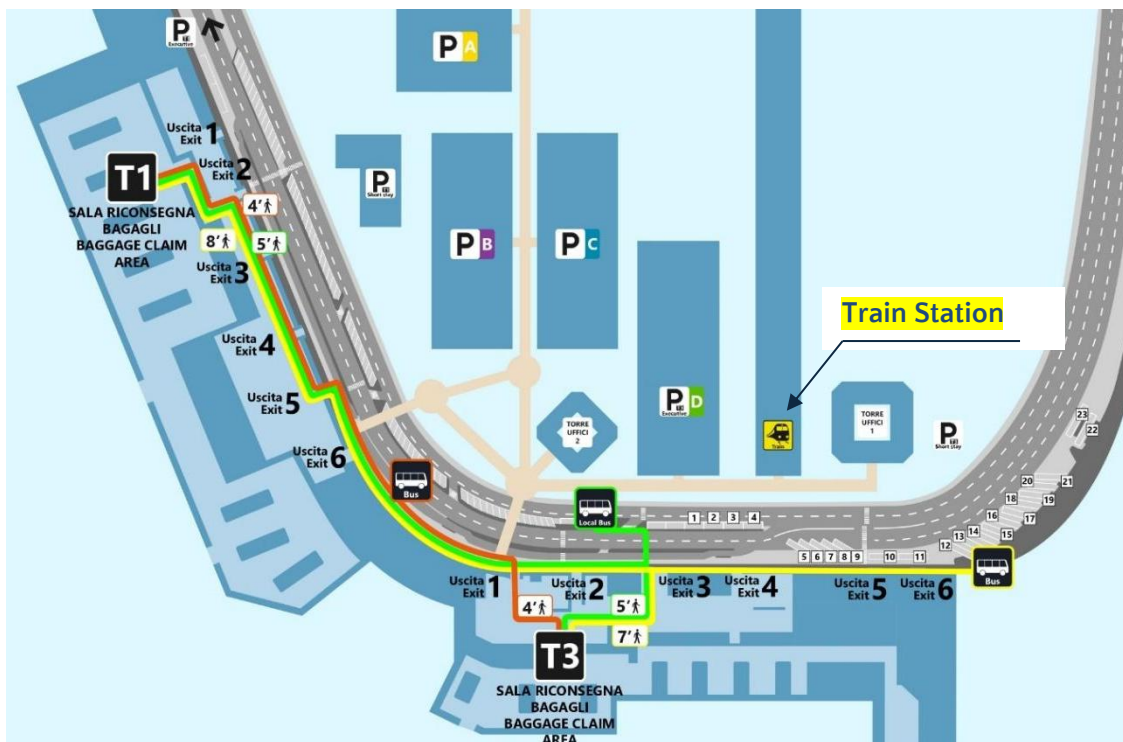 P
Executive
P A
Uscita
Exit 1
Uscita
Exit 2
T1
SALA RICONSEGNA
BAGAGLI
BAGGAGE CLAIM
AREA
4'
8'
5'
Uscita
Exit 3
Uscita
Exit 4
Uscita
Exit 5
Uscita
Exit 6
P
Short stay
P B
P C
Train Station
P D
Executive
TORRE
UFFICI
2
Train
TORRE
UFFICI
1
P
Short stay
Bus
Local Bus
1 2 3 4
5 6 7 8 9
10 11
12 13 14 15
16 17
18 19
20 21
22
23
Bus
Uscita
Exit 1
Uscita
Exit 2
Uscita
Exit 3
Uscita
Exit 4
Uscita
Exit 5
Uscita
Exit 6
4'
5'
7'
T3
SALA RICONSEGNA
BAGAGLI
BAGGAGE CLAIM
AREA